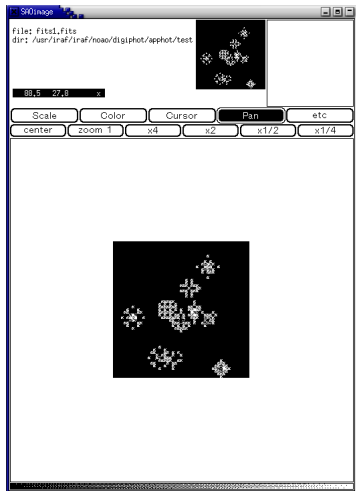 SAOimage
file: fits1.fits
dir: /usr/iraf/iraf/noao/digiphot/apphot/test
88.5 27.0 x
Scale Color Cursor Pan etc
center zoom 1 x4 x2 x1/2 x1/4